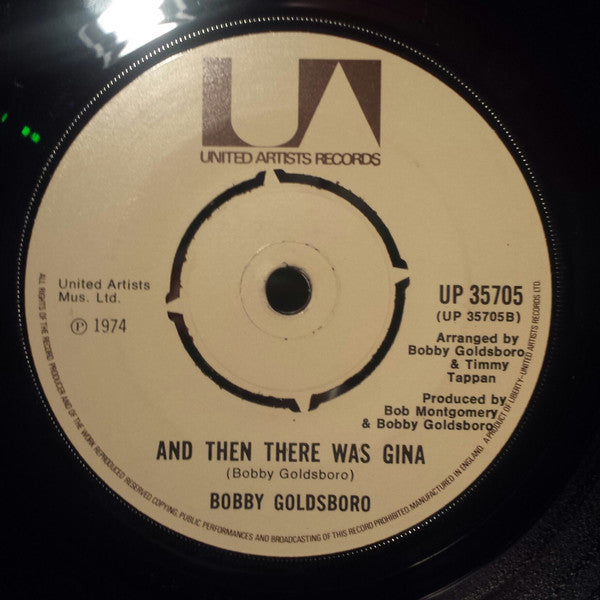 UA
UNITED ARTISTS RECORDS
United Artists
Mus. Ltd.
℗ 1974
UP 35705
(UP 35705B)
Arranged by
Bobby Goldsboro
& Timmy
Tappan
Produced by
Bob Montgomery
& Bobby Goldsboro
AND THEN THERE WAS GINA
(Bobby Goldsboro)
BOBBY GOLDSBORO
ALL RIGHTS OF THE RECORD PRODUCER AND OF THE OWNER OF THE WORK REPRODUCED RESERVED COPYING, PUBLIC PERFORMANCES AND BROADCASTING OF THIS RECORD PROHIBITED. MANUFACTURED IN ENGLAND. A PRODUCT OF LIBERTY-UNITED ARTISTS RECORDS LTD.